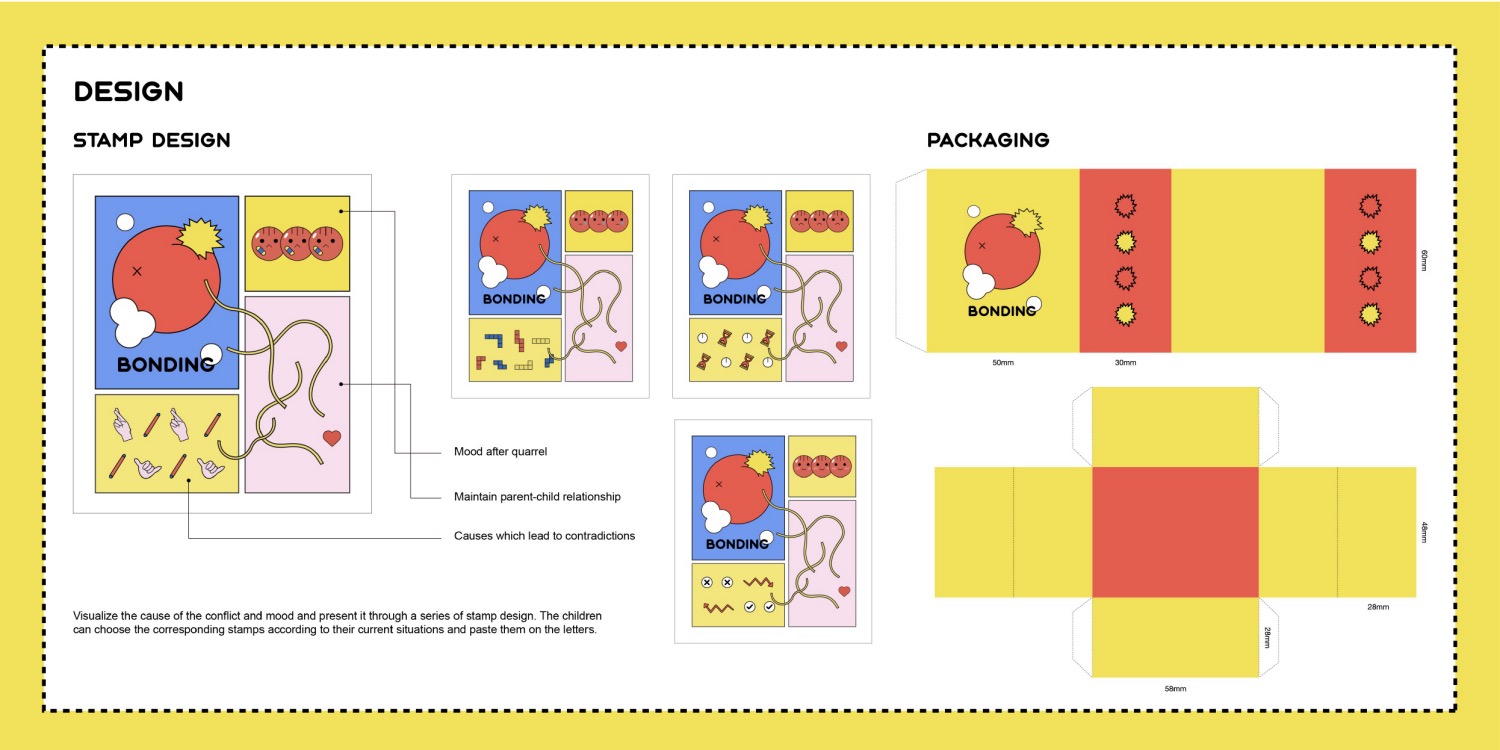 DESIGN
STAMP DESIGN
BONDING
Mood after quarrel
Maintain parent-child relationship
Causes which lead to contradictions
BONDING
BONDING
BONDING
Visualize the cause of the conflict and mood and present it through a series of stamp design. The children
can choose the corresponding stamps according to their current situations and paste them on the letters.
PACKAGING
BONDING
60mm
50mm
30mm
48mm
28mm
28mm
58mm